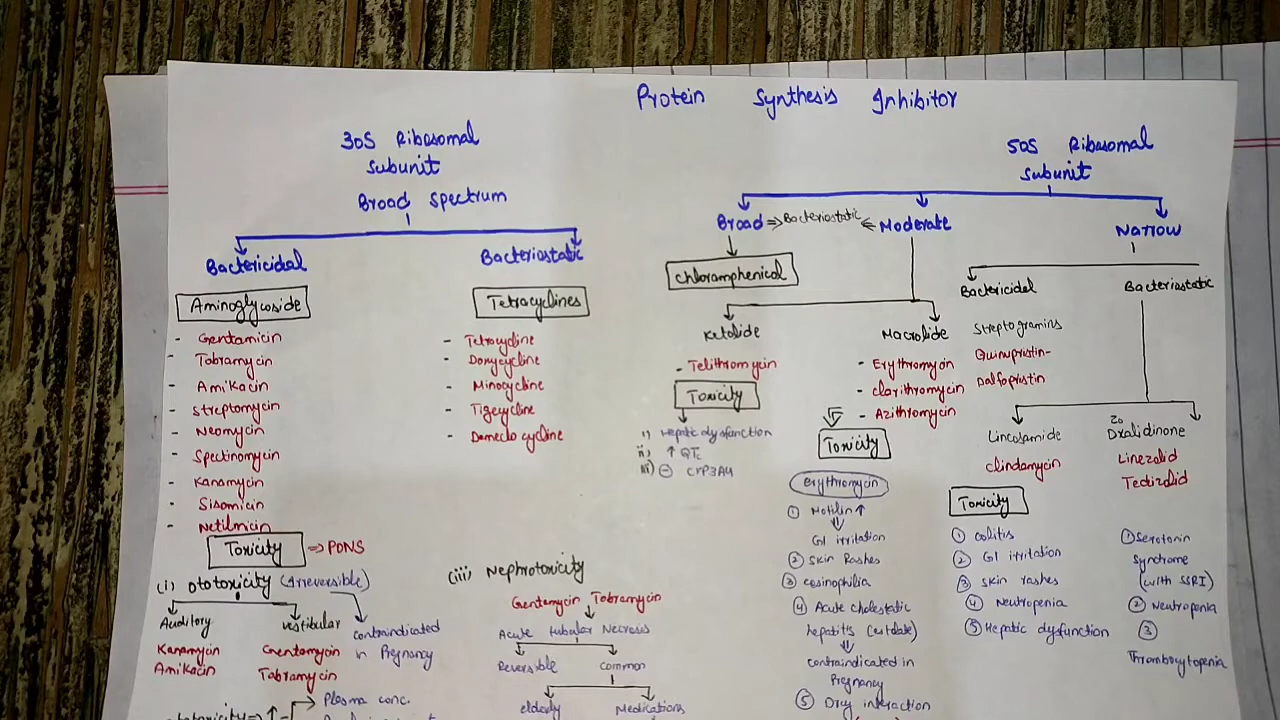 Protein Synthesis Inhibitor
30S Ribosomal
subunit
Broad Spectrum
Bactericidal
Bacteriostatic
Aminoglycoside
- Gentamicin
- Tobramycin
- Amikacin
- streptomycin
- Neomycin
- Spectinomycin
- Kanamycin
- Sisomicin
- Netilmicin
Tetracyclines
- Tetracycline
- Doxycycline
- Minocycline
- Tigecycline
- Demeclocycline
Toxicity ⇒ PONS
(i) Ototoxicity (Irreversible)
Auditory
Kanamycin
Amikacin
vestibular
Gentamycin
Tobramycin
contraindicated
in Pregnancy
↑
Plasma conc.
(iii) Nephrotoxicity
Gentamycin Tobramycin
Acute tubular Necrosis
Reversible
Common
elderly
Medications
50S Ribosomal
subunit
Broad ⇒ Bacteriostatic ⇐ Moderate
Narrow
Chloramphenical
Ketolide
- Telithromycin
Toxicity
i) Hepatic dysfunction
ii) ↑ QTc
iii) ⊖ CYP3A4
Macrolide
- Erythromycin
- clarithromycin
- Azithromycin
Toxicity
erythromycin
① Motilin↑
GI irritation
② Skin Rashes
③ eosinophilia
④ Acute cholestatic
hepatitis (estolate)
contraindicated in
Pregnancy
⑤ Drug interaction
Bactericidal
Streptogramins
Quinupristin-
Dalfopristin
Bacteriostatic
Lincosamide
clindamycin
Toxicity
① colitis
② GI irritation
③ skin rashes
④ Neutropenia
⑤ Hepatic dysfunction
zo
Oxalidinone
Linezolid
Tedizolid
① Serotonin
Syndrome
(with SSRI)
② Neutropenia
③
Thrombocytopenia